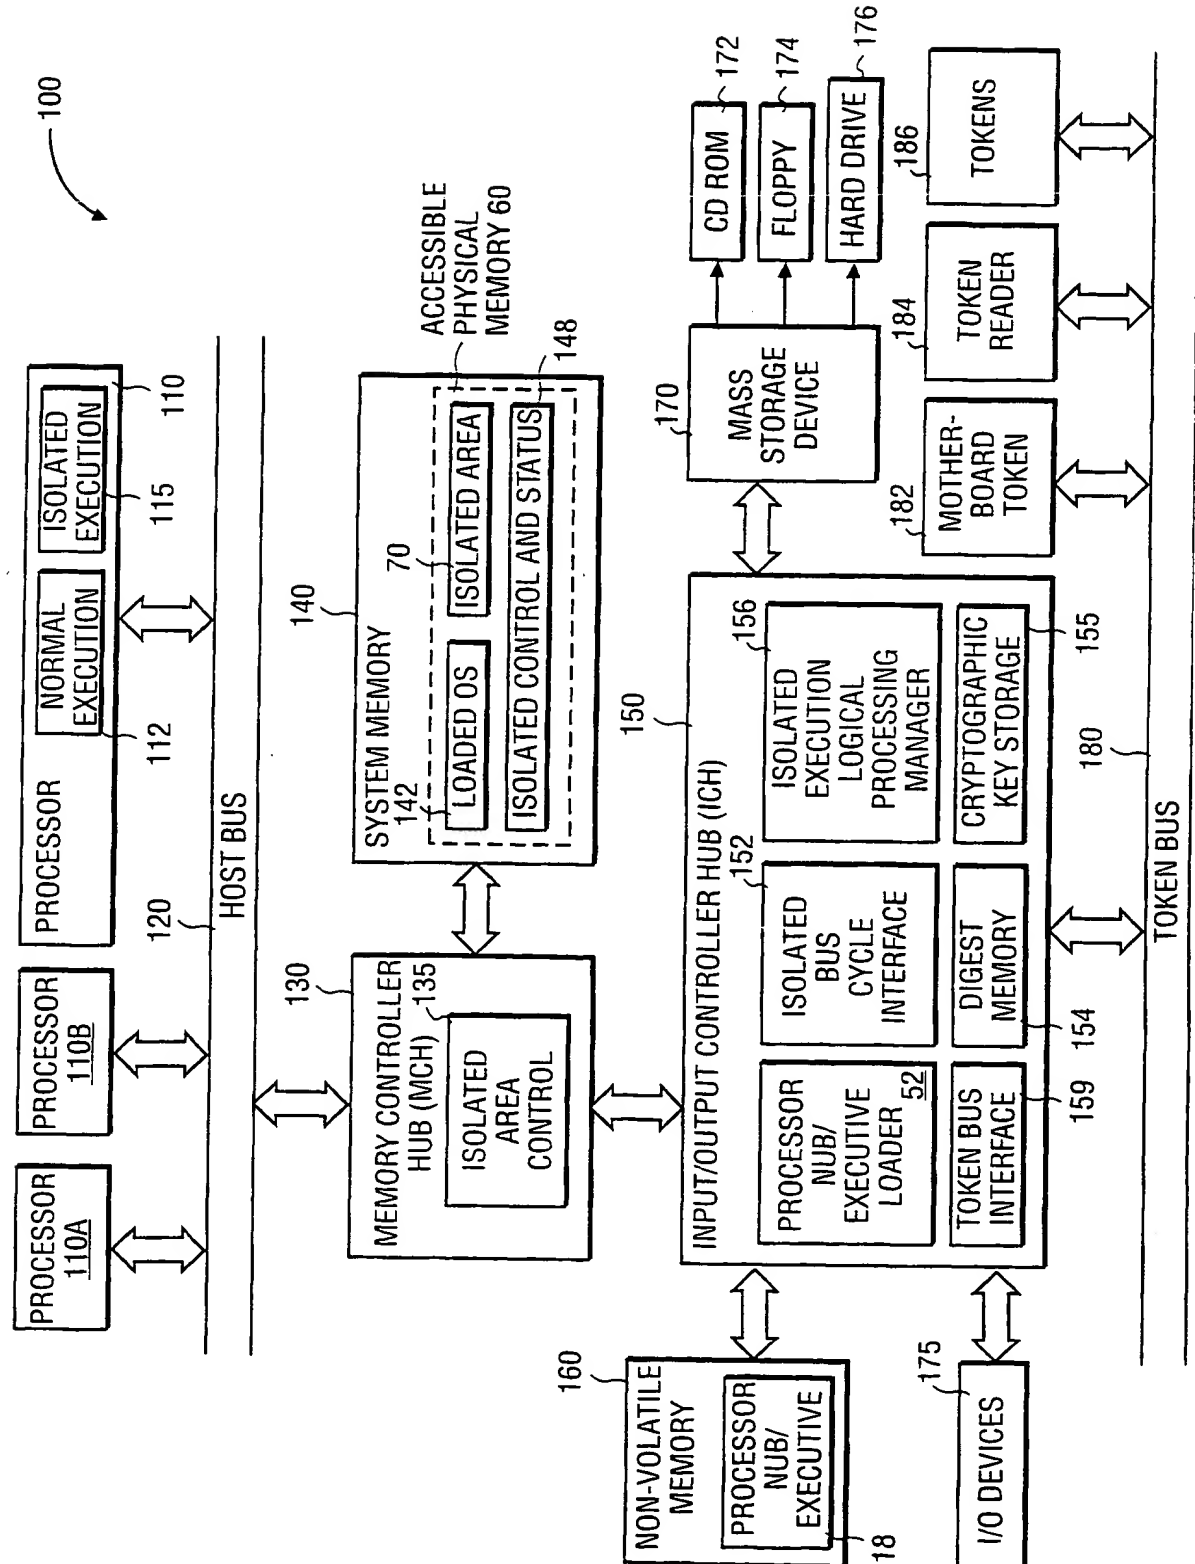 100
PROCESSOR
110A
PROCESSOR
110B
PROCESSOR
NORMAL
EXECUTION
112
ISOLATED
EXECUTION
115
110
120
HOST BUS
130
MEMORY CONTROLLER
HUB (MCH)
135
ISOLATED
AREA
CONTROL
140
SYSTEM MEMORY
142
LOADED OS
70
ISOLATED AREA
ISOLATED CONTROL AND STATUS
148
ACCESSIBLE
PHYSICAL
MEMORY 60
150
INPUT/OUTPUT CONTROLLER HUB (ICH)
PROCESSOR
NUB/
EXECUTIVE
LOADER
52
152
ISOLATED
BUS
CYCLE
INTERFACE
156
ISOLATED
EXECUTION
LOGICAL
PROCESSING
MANAGER
TOKEN BUS
INTERFACE
159
DIGEST
MEMORY
154
CRYPTOGRAPHIC
KEY STORAGE
155
160
NON-VOLATILE
MEMORY
PROCESSOR
NUB/
EXECUTIVE
18
175
I/O DEVICES
170
MASS
STORAGE
DEVICE
CD ROM
172
FLOPPY
174
HARD DRIVE
176
182
MOTHER-
BOARD
TOKEN
184
TOKEN
READER
186
TOKENS
180
TOKEN BUS